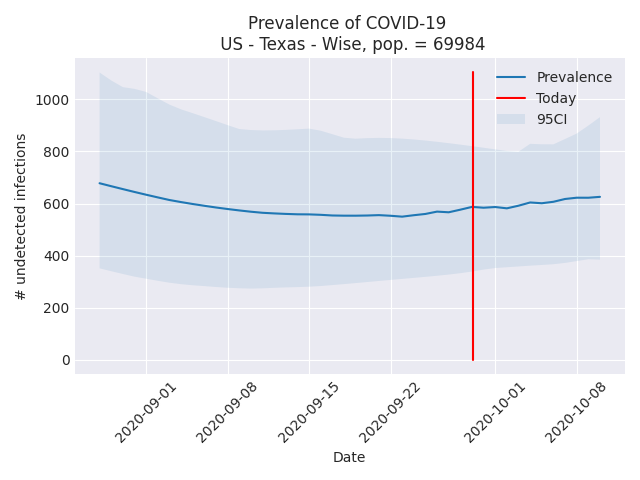 Prevalence of COVID-19
US - Texas - Wise, pop. = 69984
Prevalence
Today
95CI
# undetected infections
1000
800
600
400
200
0
2020-09-01
2020-09-08
2020-09-15
2020-09-22
2020-10-01
2020-10-08
Date